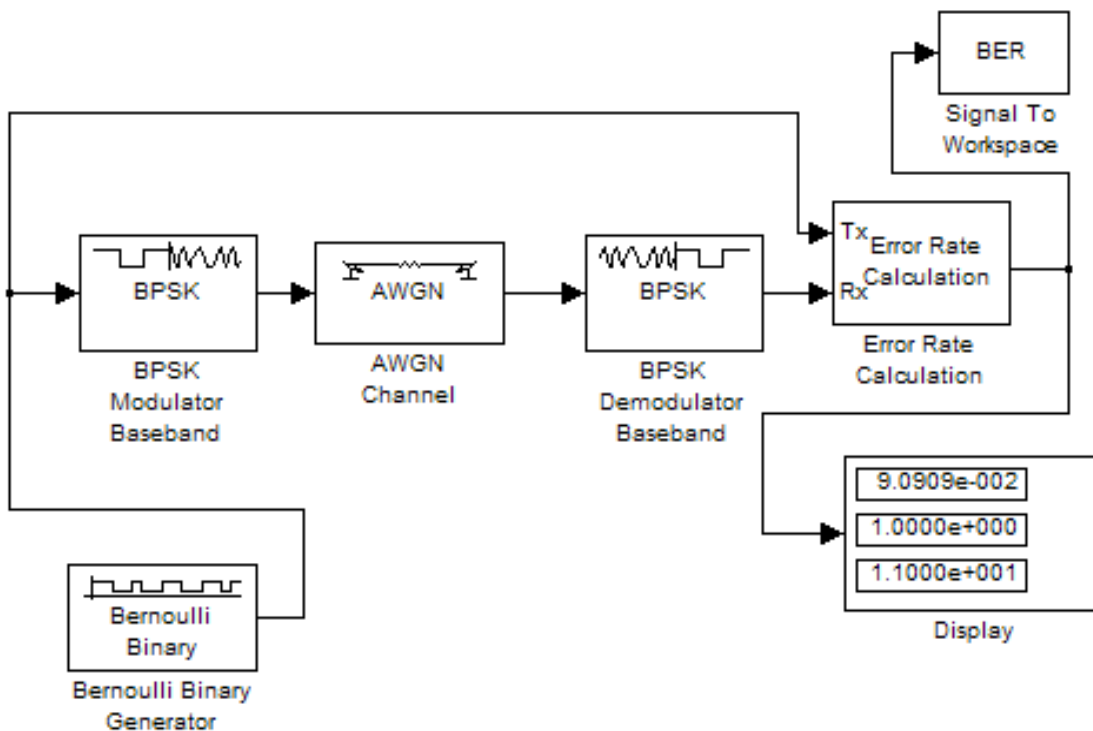 BER
Signal To
Workspace
Tx
Rx
Error Rate
Calculation
Error Rate
Calculation
BPSK
BPSK
Modulator
Baseband
AWGN
AWGN
Channel
BPSK
BPSK
Demodulator
Baseband
9.0909e-002
1.0000e+000
1.1000e+001
Display
Bernoulli
Binary
Bernoulli Binary
Generator